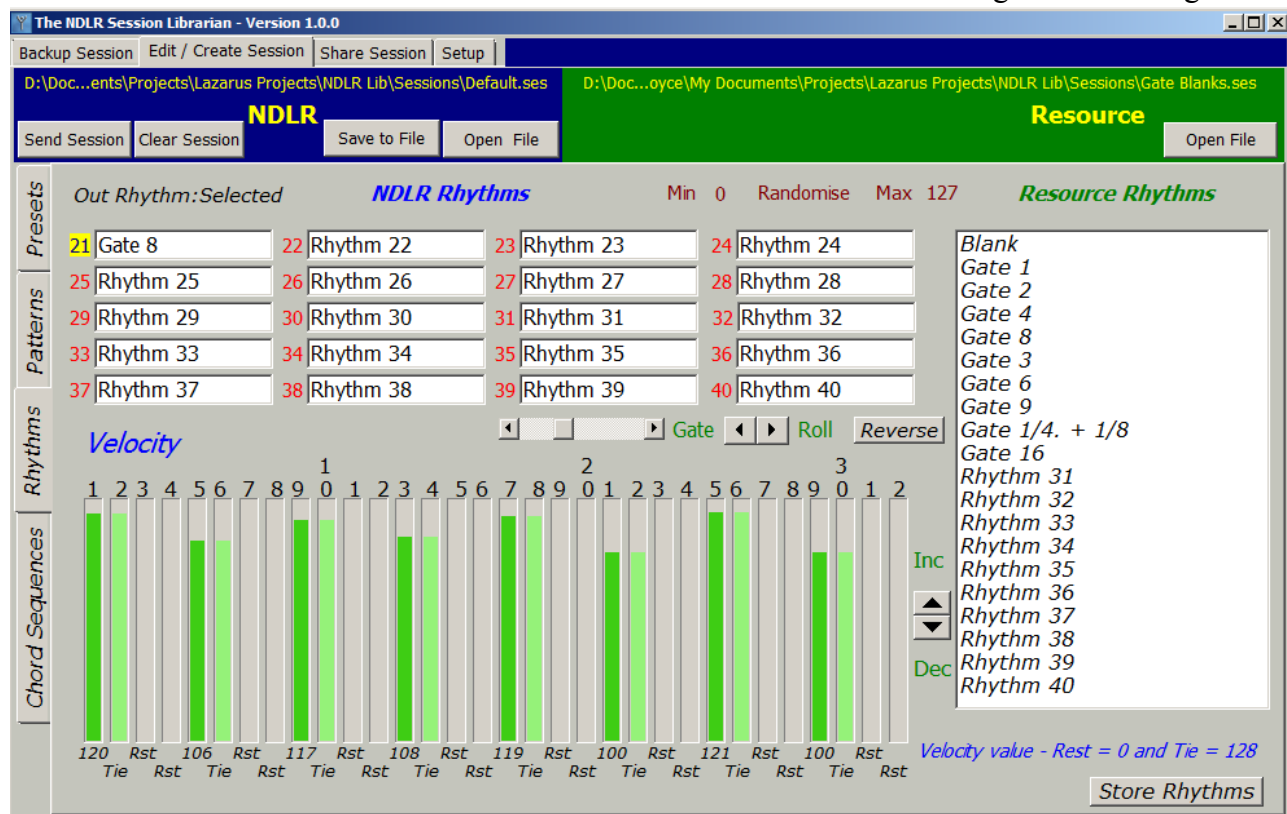 The NDLR Session Librarian - Version 1.0.0
Backup Session Edit / Create Session Share Session Setup
D:\Doc...ents\Projects\Lazarus Projects\NDLR Lib\Sessions\Default.ses D:\Doc...oyce\My Documents\Projects\Lazarus Projects\NDLR Lib\Sessions\Gate Blanks.ses
NDLR Resource
Send Session Clear Session Save to File Open File Open File
Presets
Patterns
Rhythms
Chord Sequences
Out Rhythm:Selected NDLR Rhythms Min 0 Randomise Max 127 Resource Rhythms
21 Gate 8 22 Rhythm 22 23 Rhythm 23 24 Rhythm 24
25 Rhythm 25 26 Rhythm 26 27 Rhythm 27 28 Rhythm 28
29 Rhythm 29 30 Rhythm 30 31 Rhythm 31 32 Rhythm 32
33 Rhythm 33 34 Rhythm 34 35 Rhythm 35 36 Rhythm 36
37 Rhythm 37 38 Rhythm 38 39 Rhythm 39 40 Rhythm 40
Blank
Gate 1
Gate 2
Gate 4
Gate 8
Gate 3
Gate 6
Gate 9
Gate 1/4. + 1/8
Gate 16
Rhythm 31
Rhythm 32
Rhythm 33
Rhythm 34
Rhythm 35
Rhythm 36
Rhythm 37
Rhythm 38
Rhythm 39
Rhythm 40
Gate Roll Reverse
Velocity
1 2 3
1 2 3 4 5 6 7 8 9 0 1 2 3 4 5 6 7 8 9 0 1 2 3 4 5 6 7 8 9 0 1 2
Inc
Dec
120 Rst 106 Rst 117 Rst 108 Rst 119 Rst 100 Rst 121 Rst 100 Rst
Tie Rst Tie Rst Tie Rst Tie Rst Tie Rst Tie Rst Tie Rst Tie Rst
Velocity value - Rest = 0 and Tie = 128
Store Rhythms